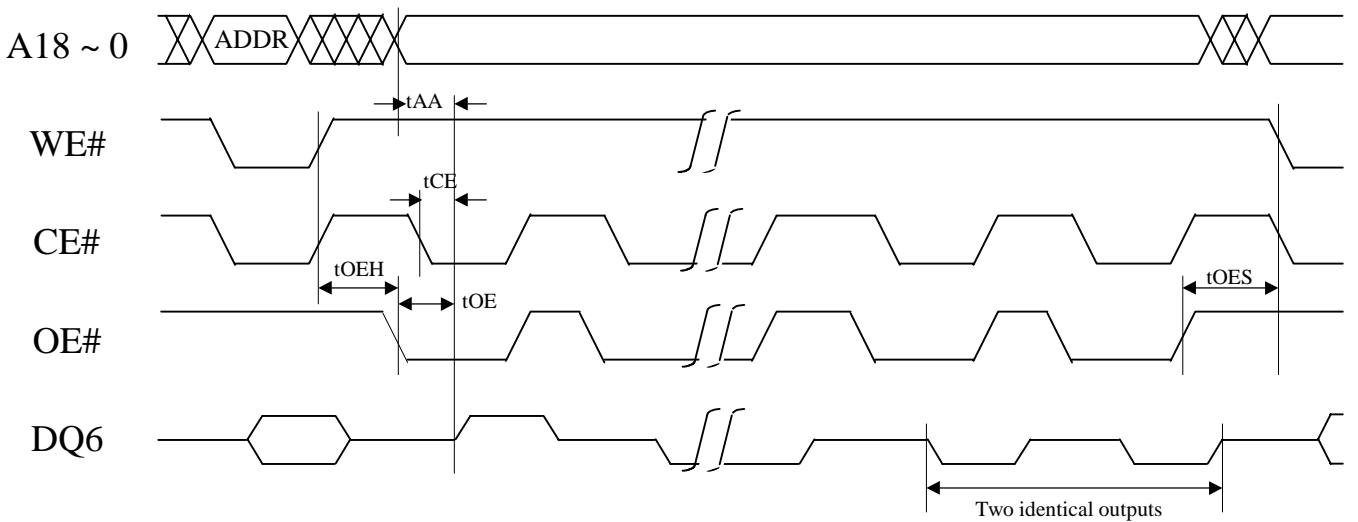 A18 ~ 0
ADDR
tAA
WE#
tCE
CE#
tOEH
tOE
tOES
OE#
DQ6
Two identical outputs